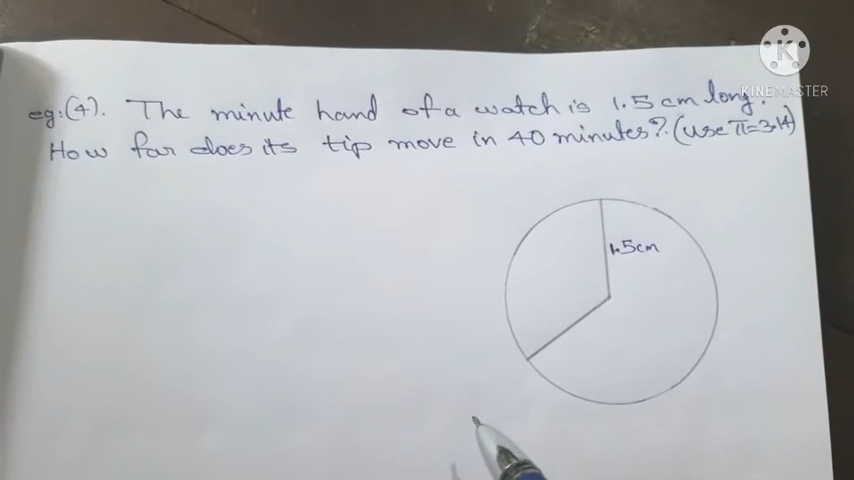 eg:(4). The minute hand of a watch is 1.5 cm long.
How far does its tip move in 40 minutes? (use π=3.14)
1.5cm
K
KINEMASTER